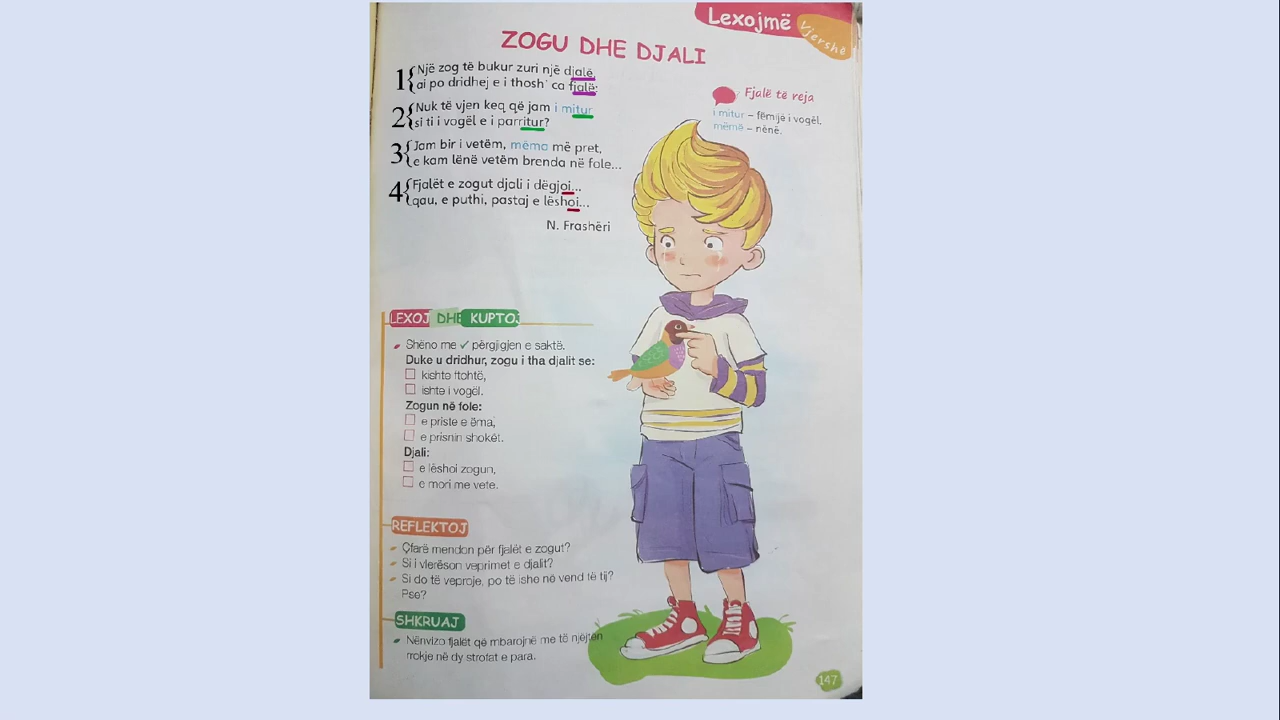 Lexojmë
Vjershë
ZOGU DHE DJALI
1{ Një zog të bukur zuri një djalë
ai po dridhej e i thosh' ca fjalë:
2{ Nuk të vjen keq që jam i mitur
si ti i vogël e i parritur?
3{ Jam bir i vetëm, mëma më pret,
e kam lënë vetëm brenda në fole...
4{ Fjalët e zogut djali i dëgjoi...
qau, e puthi, pastaj e lëshoi...
N. Frashëri
Fjalë të reja
i mitur – fëmijë i vogël.
mëmë – nënë.
LEXOJ DHE KUPTOJ
Shëno me ✓ përgjigjen e saktë.
Duke u dridhur, zogu i tha djalit se:
☐ kishte ftohtë,
☐ ishte i vogël.
Zogun në fole:
☐ e priste e ëma,
☐ e prisnin shokët.
Djali:
☐ e lëshoi zogun,
☐ e mori me vete.
REFLEKTOJ
Çfarë mendon për fjalët e zogut?
Si i vlerëson veprimet e djalit?
Si do të veproje, po të ishe në vend të tij?
Pse?
SHKRUAJ
Nënvizo fjalët që mbarojnë me të njëjtën
rrokje në dy strofat e para.
147